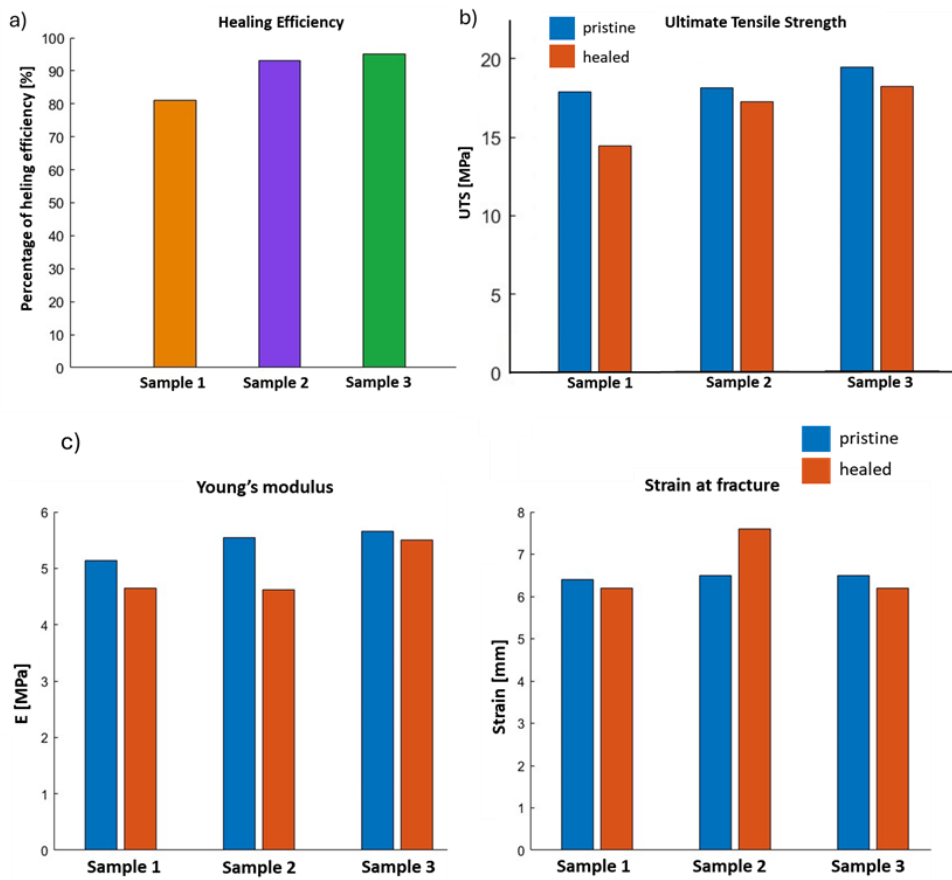 a)
Healing Efficiency
Percentage of heling efficiency [%]
100
90
80
70
60
50
40
30
20
10
0
Sample 1 Sample 2 Sample 3
b)
Ultimate Tensile Strength
pristine
healed
UTS [MPa]
20
15
10
5
0
Sample 1 Sample 2 Sample 3
c)
pristine
healed
Young's modulus
E [MPa]
6
5
4
3
2
1
0
Sample 1 Sample 2 Sample 3
Strain at fracture
Strain [mm]
8
7
6
5
4
3
2
1
0
Sample 1 Sample 2 Sample 3